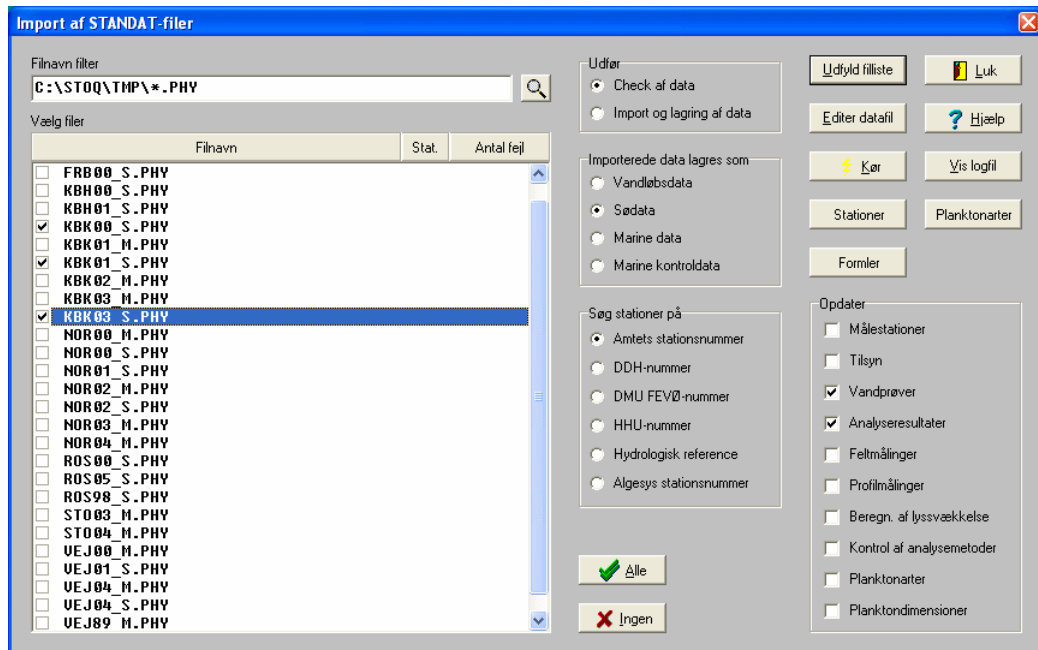 Import af STANDAT-filer
Filnavn filter
C:\STOQ\TMP\*.PHY
Vælg filer
Filnavn Stat. Antal fejl
FRB00_S.PHY
KBH00_S.PHY
KBH01_S.PHY
KBK00_S.PHY
KBK01_M.PHY
KBK01_S.PHY
KBK02_M.PHY
KBK03_M.PHY
KBK03_S.PHY
NOR00_M.PHY
NOR00_S.PHY
NOR01_S.PHY
NOR02_M.PHY
NOR02_S.PHY
NOR03_M.PHY
NOR04_M.PHY
ROS00_S.PHY
ROS05_S.PHY
ROS98_S.PHY
STO03_M.PHY
STO04_M.PHY
VEJ00_M.PHY
VEJ01_S.PHY
VEJ04_M.PHY
VEJ04_S.PHY
VEJ89_M.PHY
Udfør
Check af data
Import og lagring af data
Importerede data lagres som
Vandløbsdata
Sødata
Marine data
Marine kontroldata
Søg stationer på
Amtets stationsnummer
DDH-nummer
DMU FEVØ-nummer
HHU-nummer
Hydrologisk reference
Algesys stationsnummer
Alle
Ingen
Udfyld filliste
Luk
Editer datafil
Hjælp
Kør
Vis logfil
Stationer
Planktonarter
Formler
Opdater
Målestationer
Tilsyn
Vandprøver
Analyseresultater
Feltmålinger
Profilmålinger
Beregn. af lyssvækkelse
Kontrol af analysemetoder
Planktonarter
Planktondimensioner